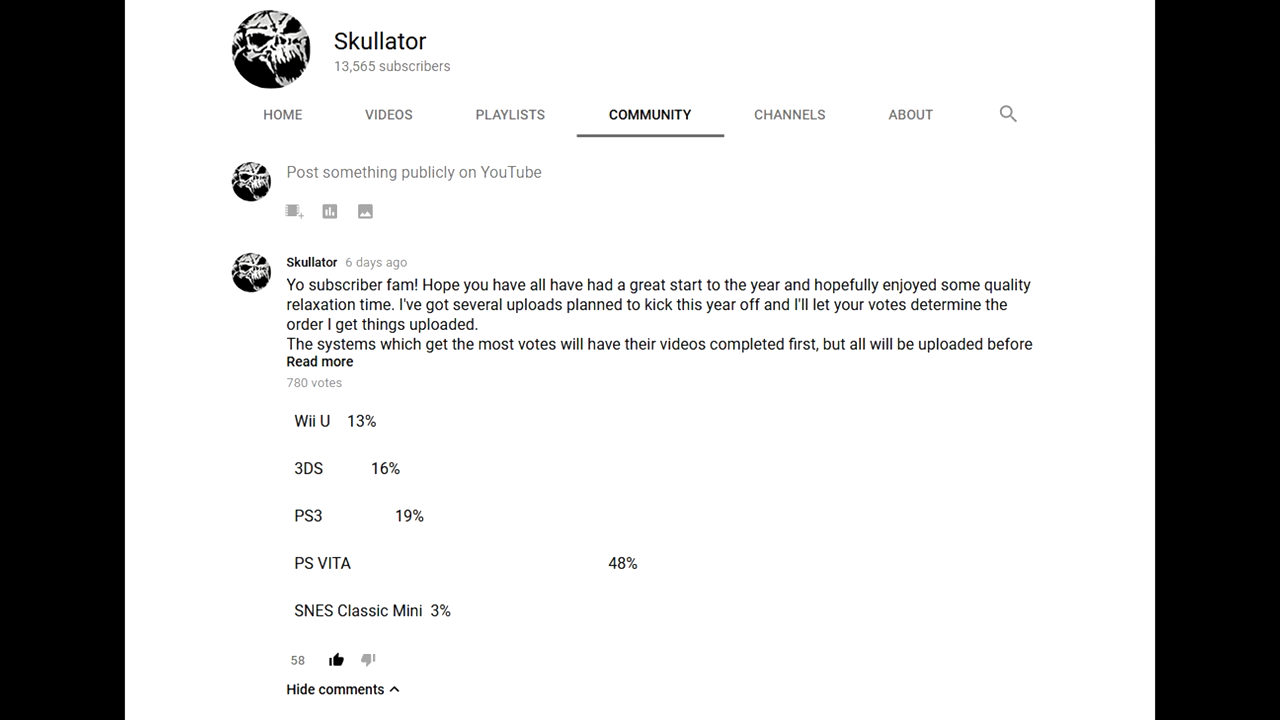 Skullator
13,565 subscribers
HOME VIDEOS PLAYLISTS COMMUNITY CHANNELS ABOUT
Post something publicly on YouTube
Skullator 6 days ago
Yo subscriber fam! Hope you have all have had a great start to the year and hopefully enjoyed some quality
relaxation time. I've got several uploads planned to kick this year off and I'll let your votes determine the
order I get things uploaded.
The systems which get the most votes will have their videos completed first, but all will be uploaded before
Read more
780 votes
Wii U 13%
3DS 16%
PS3 19%
PS VITA 48%
SNES Classic Mini 3%
58
Hide comments